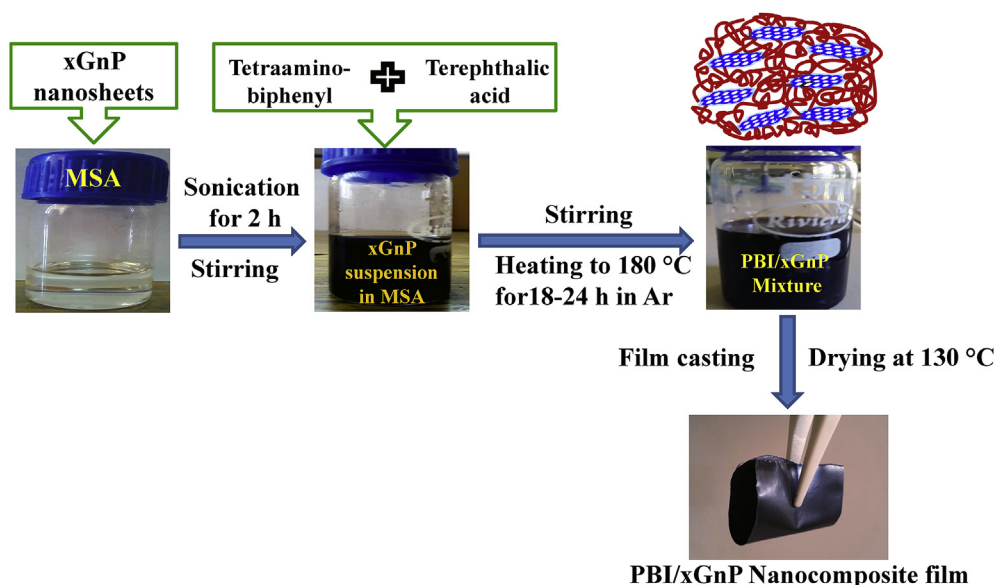 xGnP
nanosheets
Tetraamino-
biphenyl
Terephthalic
acid
MSA
Sonication
for 2 h
Stirring
xGnP
suspension
in MSA
Stirring
Heating to 180 °C
for18-24 h in Ar
Riviera
PBI/xGnP
Mixture
Film casting
Drying at 130 °C
PBI/xGnP Nanocomposite film